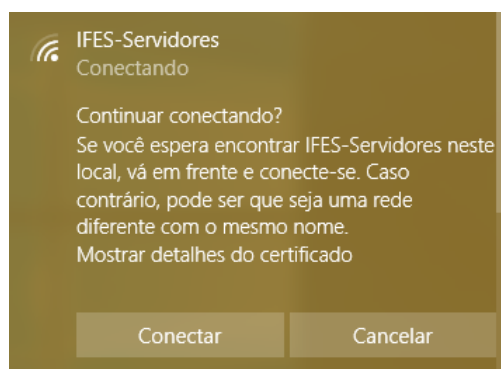 IFES-Servidores
Conectando
Continuar conectando?
Se você espera encontrar IFES-Servidores neste
local, vá em frente e conecte-se. Caso
contrário, pode ser que seja uma rede
diferente com o mesmo nome.
Mostrar detalhes do certificado
Conectar
Cancelar